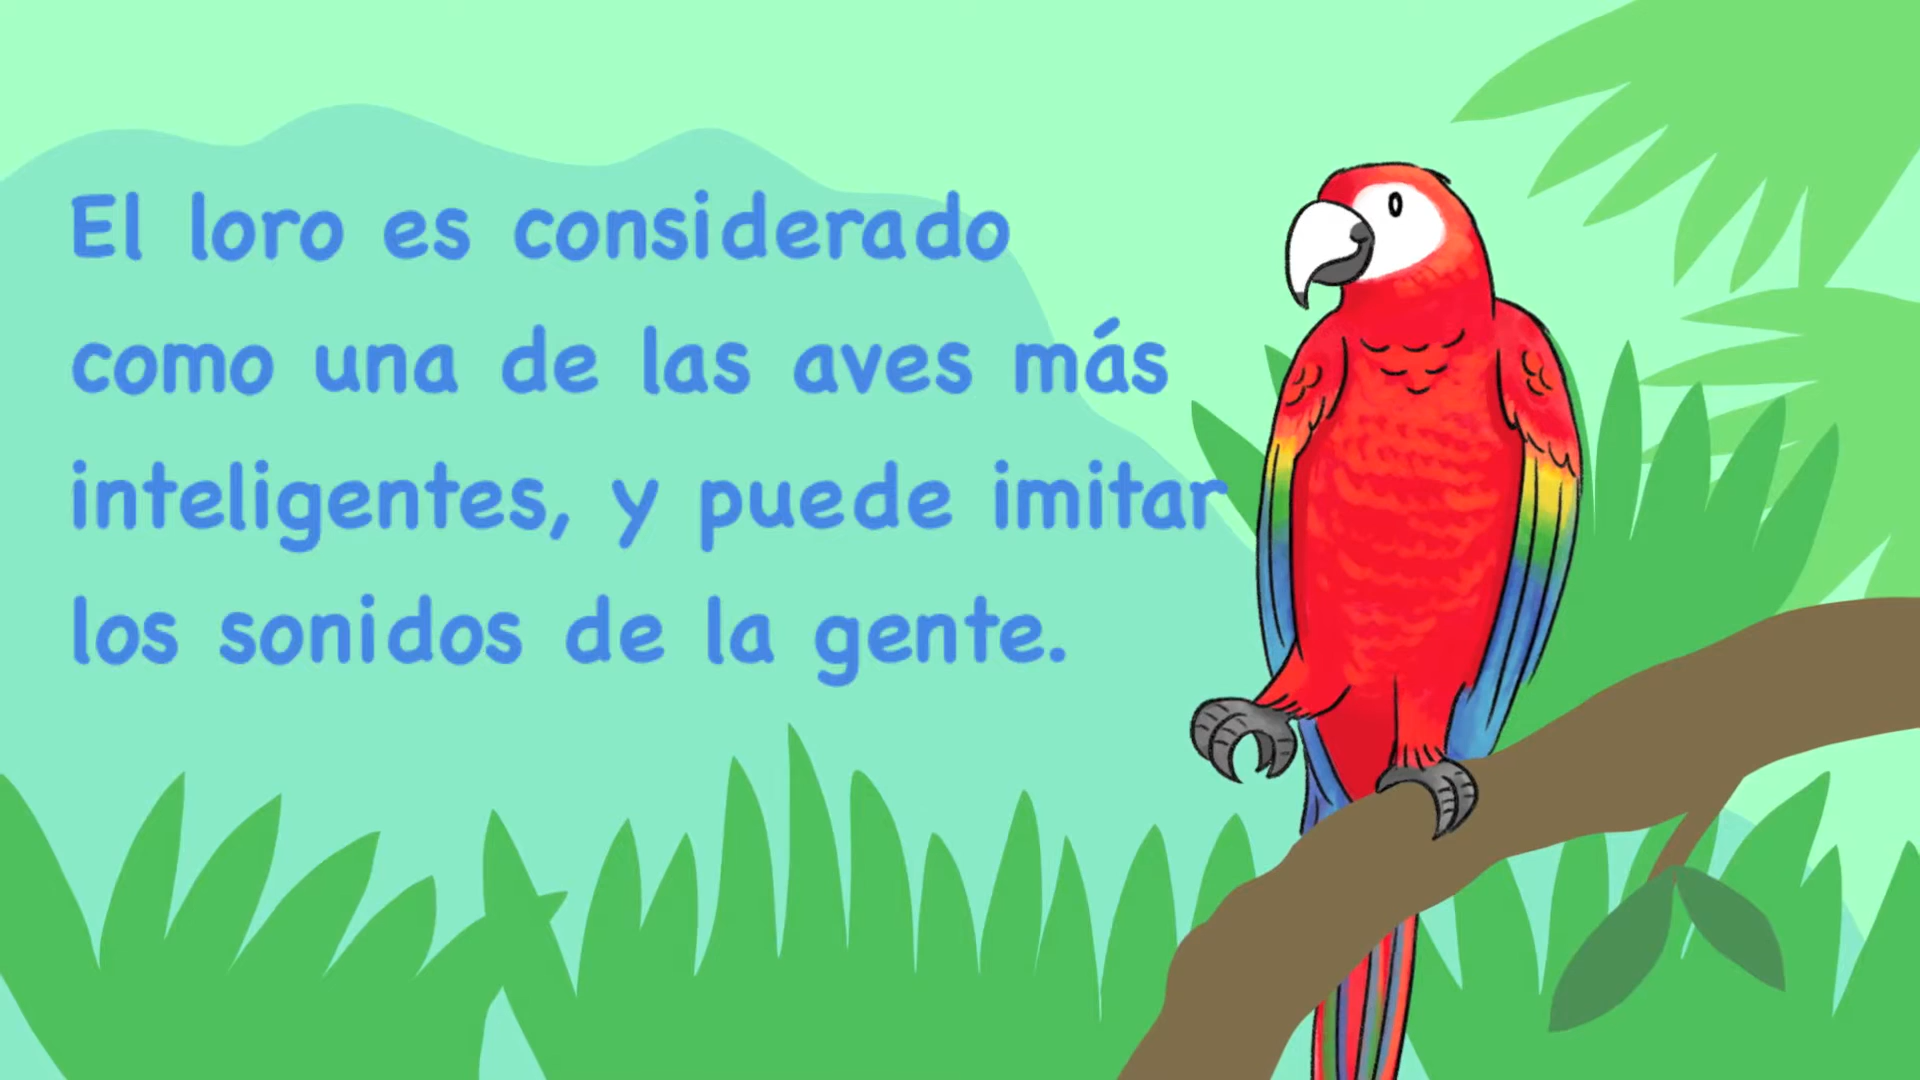 El loro es considerado
como una de las aves más
inteligentes, y puede imitar
los sonidos de la gente.